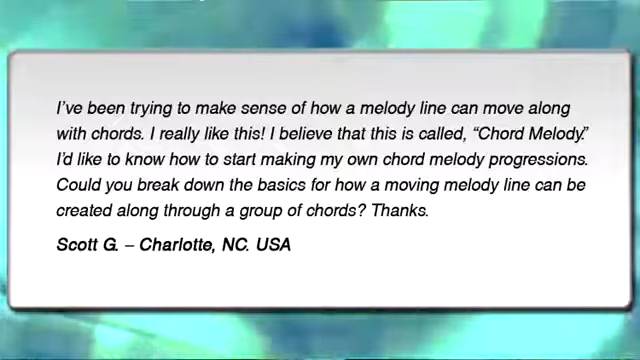 I've been trying to make sense of how a melody line can move along
with chords. I really like this! I believe that this is called, “Chord Melody.”
I'd like to know how to start making my own chord melody progressions.
Could you break down the basics for how a moving melody line can be
created along through a group of chords? Thanks.
Scott G. – Charlotte, NC. USA